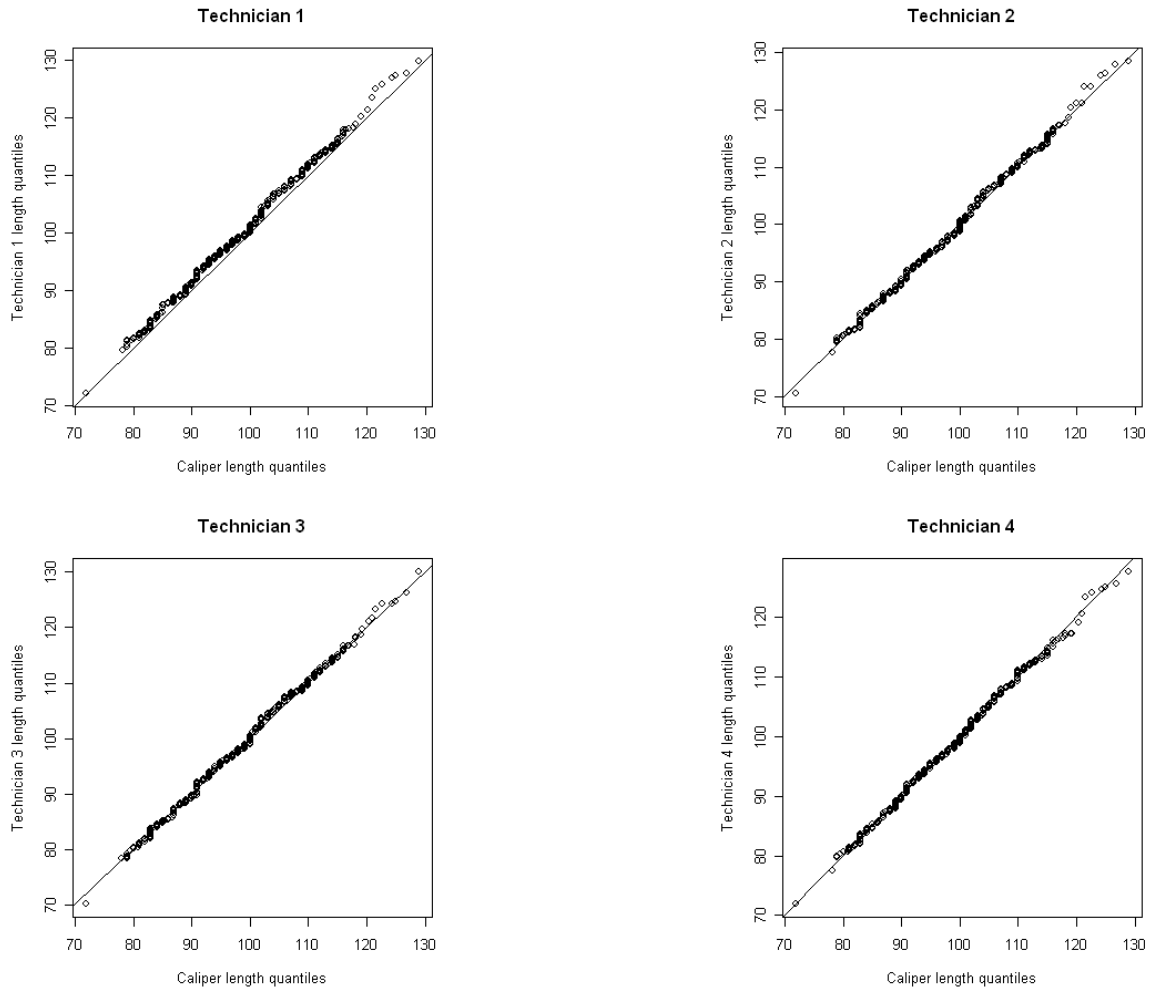 Technician 1
Technician 1 length quantiles
130
120
110
100
90
80
70
70 80 90 100 110 120 130
Caliper length quantiles
Technician 2
Technician 2 length quantiles
130
120
110
100
90
80
70
70 80 90 100 110 120 130
Caliper length quantiles
Technician 3
Technician 3 length quantiles
130
120
110
100
90
80
70
70 80 90 100 110 120 130
Caliper length quantiles
Technician 4
Technician 4 length quantiles
120
110
100
90
80
70
70 80 90 100 110 120 130
Caliper length quantiles